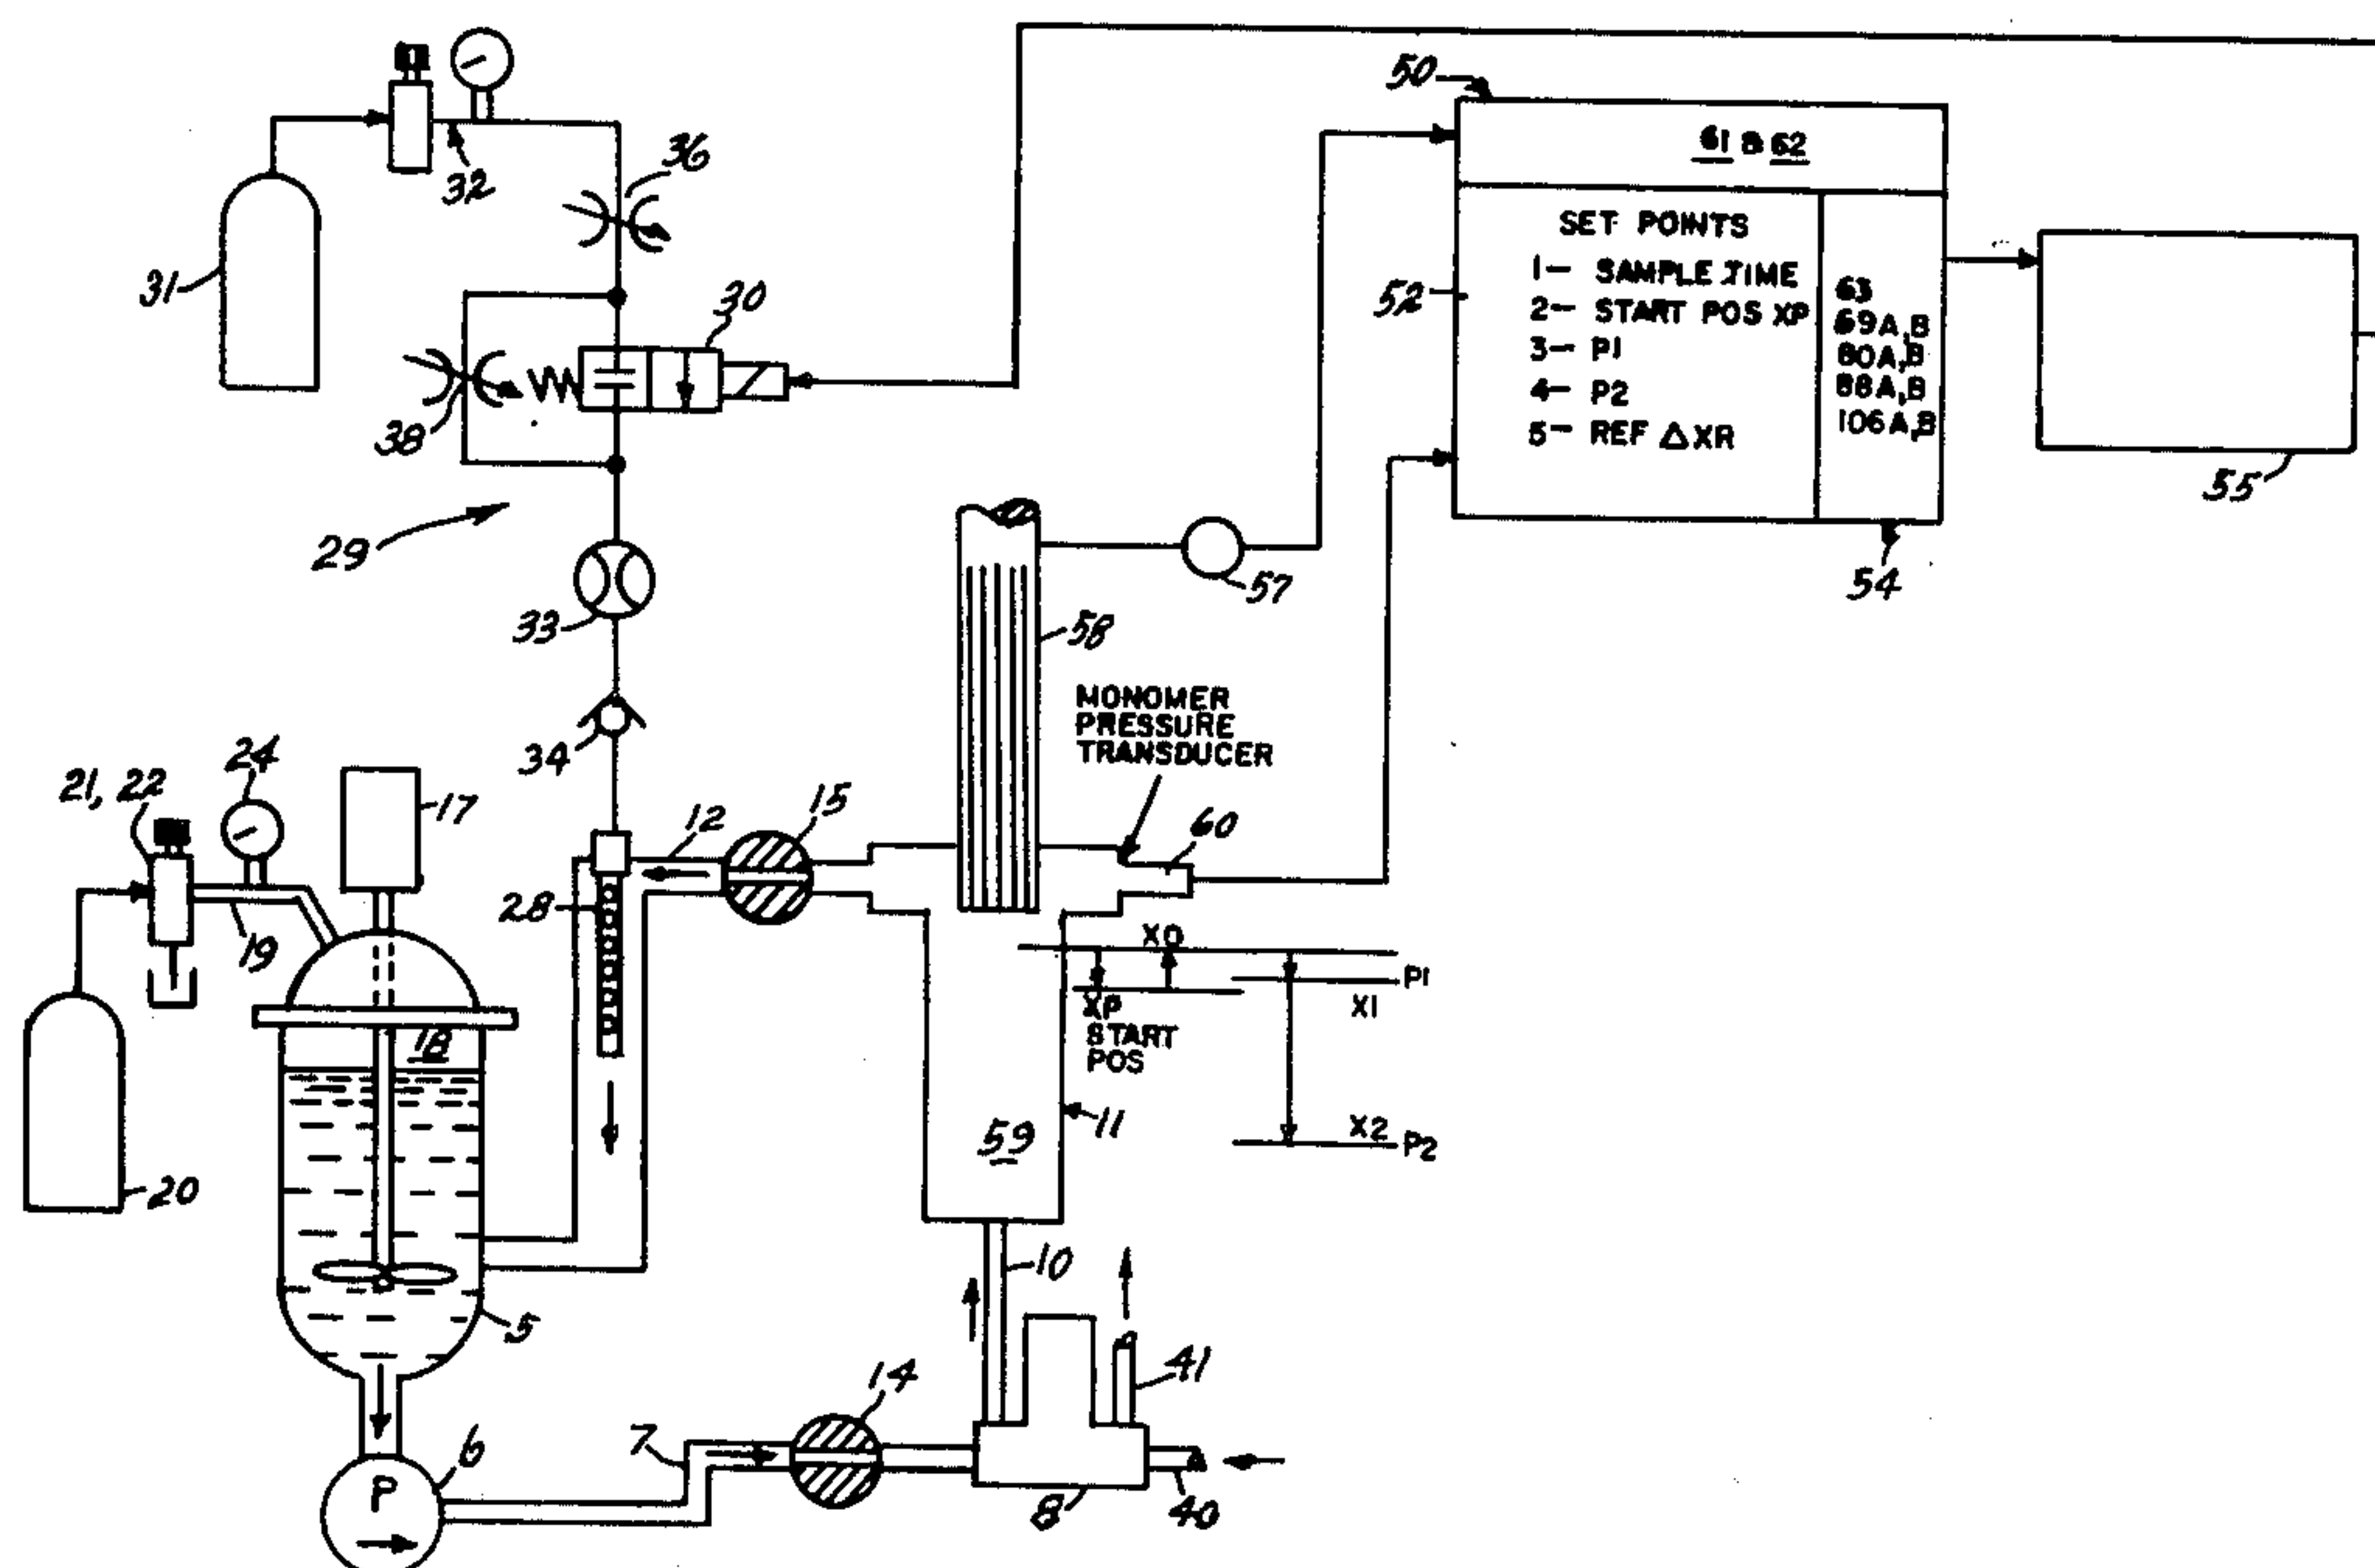 50
61 & 62
36
32
SET POINTS
1- SAMPLE TIME
2- START POS XP
3- P1
4- P2
5- REF △XR
63
69A,B
80A,B
88A,B
106A,B
31
52
30
38
55
29
54
57
33
58
MONOMER
PRESSURE
TRANSDUCER
34
24
21, 22
17
12
15
60
28
19
XO
P1
XP
START
POS
X1
18
11
X2
P2
59
20
10
5
41
14
7
6
P
8
40